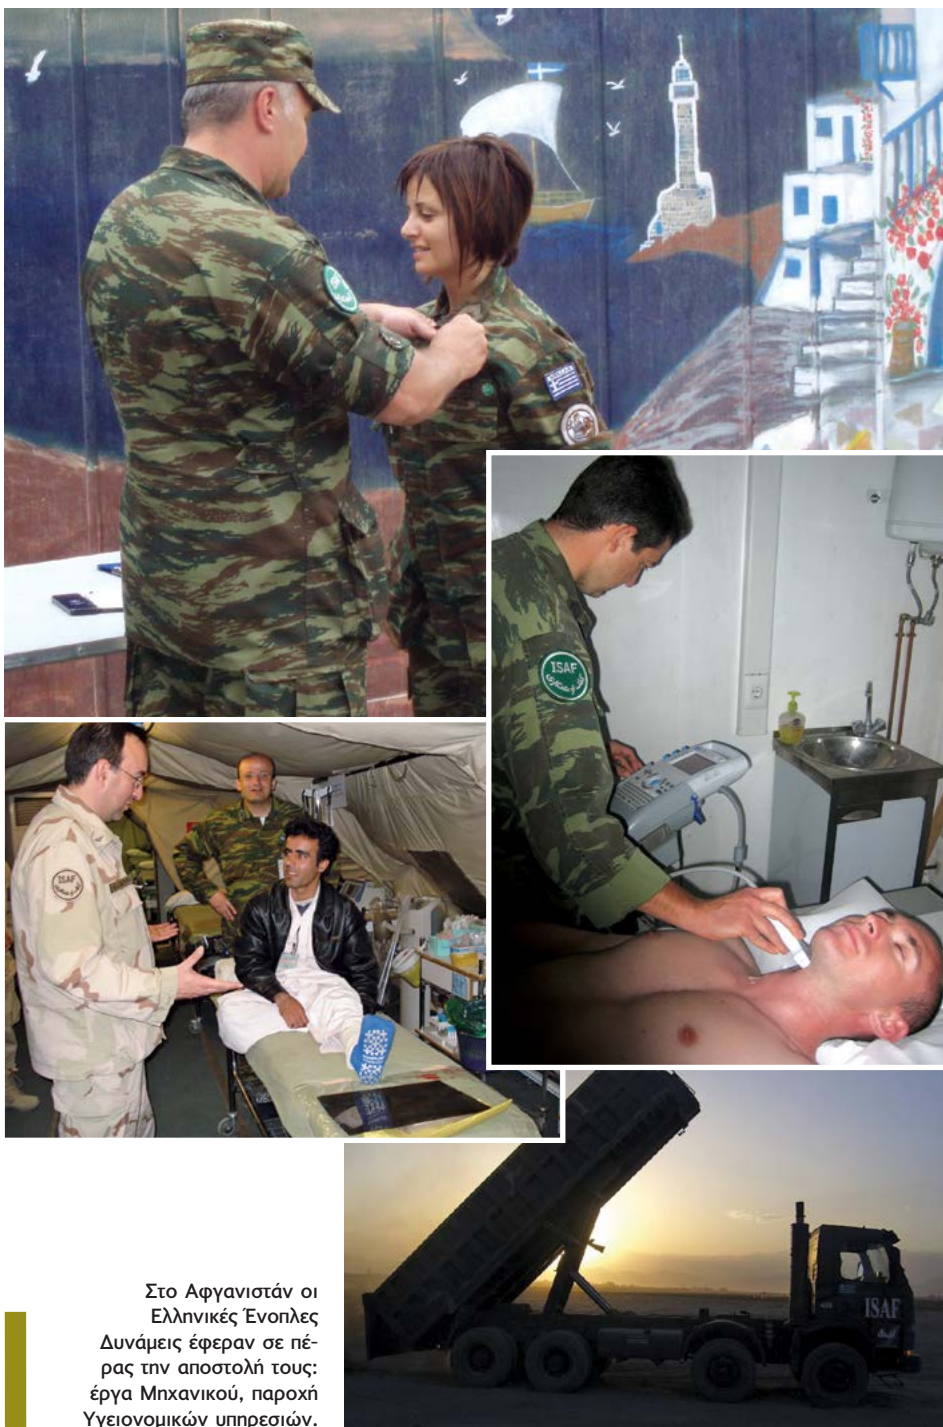 ISAF
ISAF
ISAF
Στο Αφγανιστάν οι
Ελληνικές Ένοπλες
Δυνάμεις έφεραν σε πέ-
ρας την αποστολή τους:
έργα Μηχανικού, παροχή
Υγειονομικών υπηρεσιών.